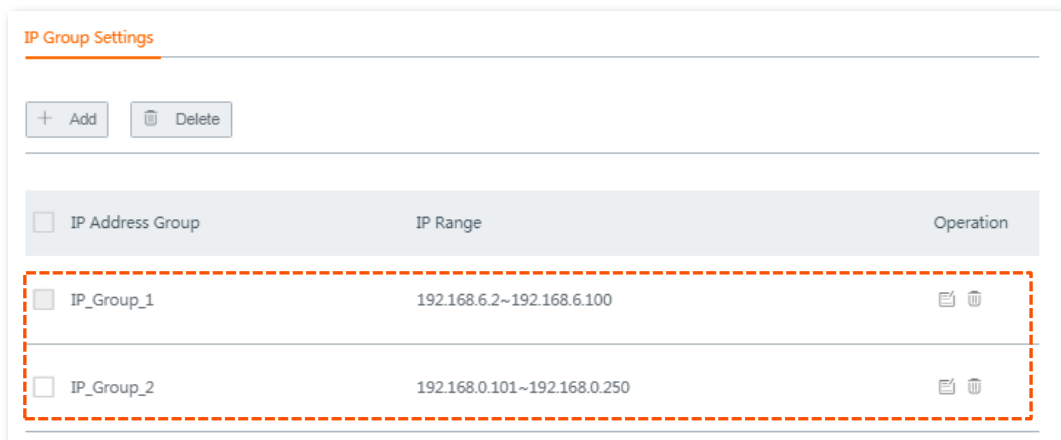 IP Group Settings
Add Delete
IP Address Group IP Range Operation
IP_Group_1 192.168.6.2~192.168.6.100
IP_Group_2 192.168.0.101~192.168.0.250